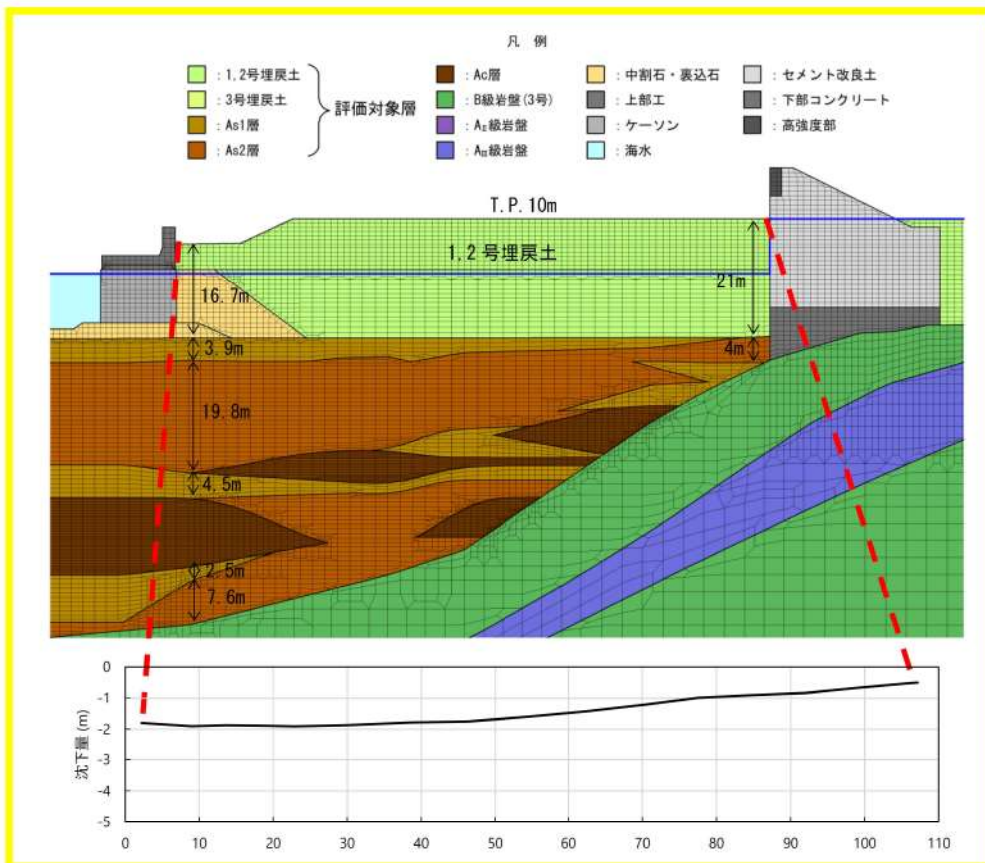 凡 例
: 1,2号埋戻土
: 3号埋戻土
: As1層
: As2層
評価対象層
: Ac層
: B級岩盤(3号)
: AⅡ級岩盤
: 中割石・裏込石
: 上部工
: ケーソン
: 海水
: セメント改良土
: 下部コンクリート
: 高強度部
T.P.10m
1,2号埋戻土
16.7m
21m
3.9m
4m
19.8m
4.5m
2.5m
7.6m
沈下量 (m)
0
-1
-2
-3
-4
-5
0 10 20 30 40 50 60 70 80 90 100 110